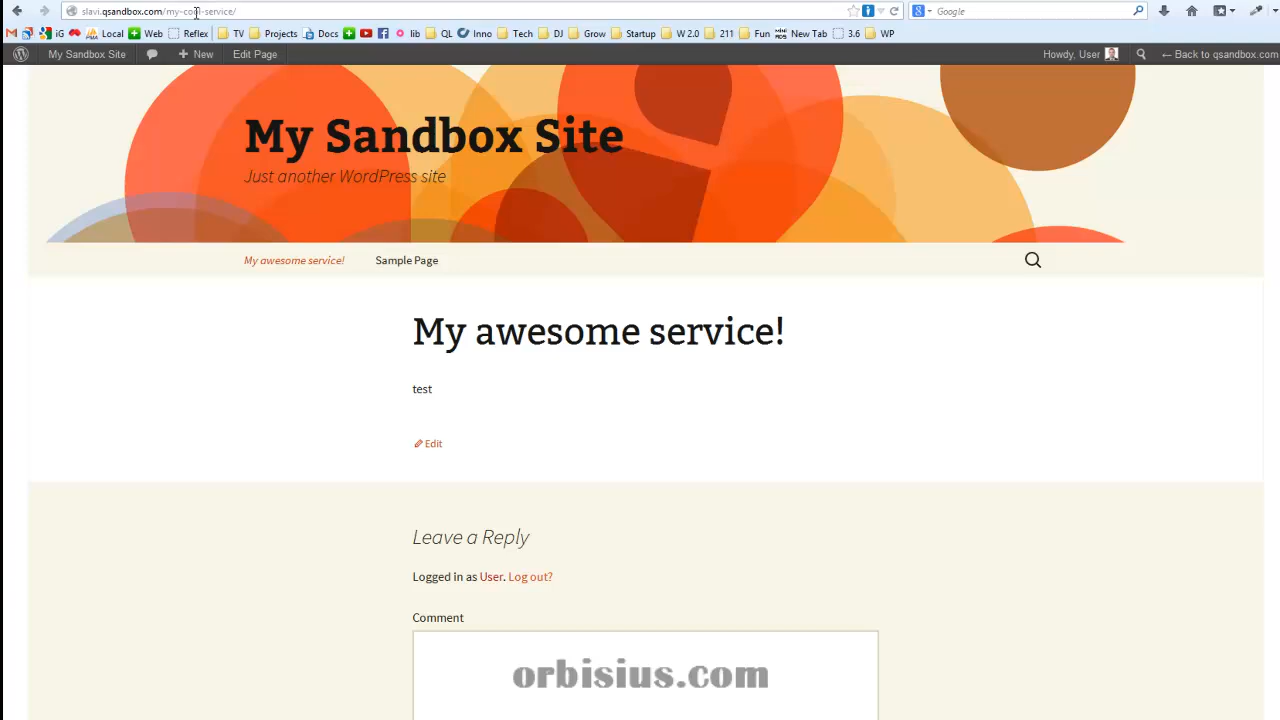 slavi.qsandbox.com/my-cool-service/
Google
iG Local Web Reflex TV Projects Docs lib QL Inno Tech DJ Grow Startup W 2.0 211 Fun New Tab 3.6 WP
My Sandbox Site New Edit Page Howdy, User ← Back to qsandbox.com
My Sandbox Site
Just another WordPress site
My awesome service! Sample Page
My awesome service!
test
Edit
Leave a Reply
Logged in as User. Log out?
Comment
orbisius.com